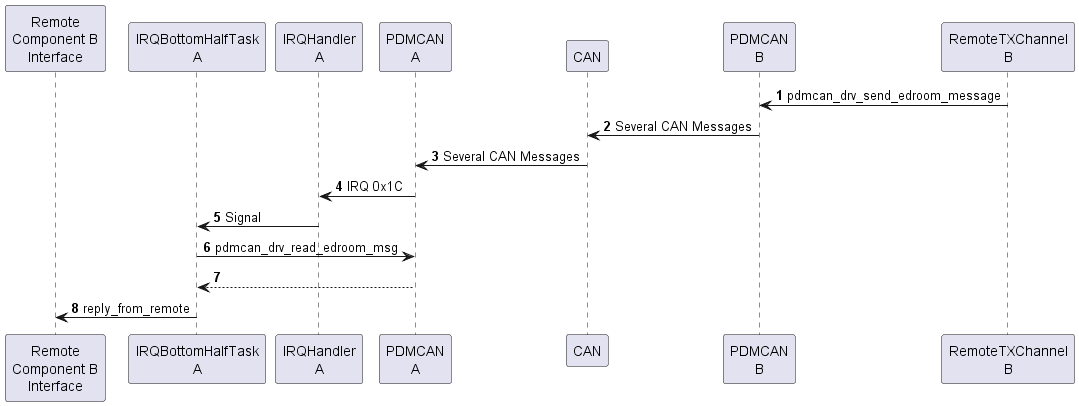 Remote
Component B
Interface
IRQBottomHalfTask
A
IRQHandler
A
PDMCAN
A
CAN
PDMCAN
B
RemoteTXChannel
B
1 pdmcan_drv_send_edroom_message
2 Several CAN Messages
3 Several CAN Messages
4 IRQ 0x1C
5 Signal
6 pdmcan_drv_read_edroom_msg
7
8 reply_from_remote
Remote
Component B
Interface
IRQBottomHalfTask
A
IRQHandler
A
PDMCAN
A
CAN
PDMCAN
B
RemoteTXChannel
B